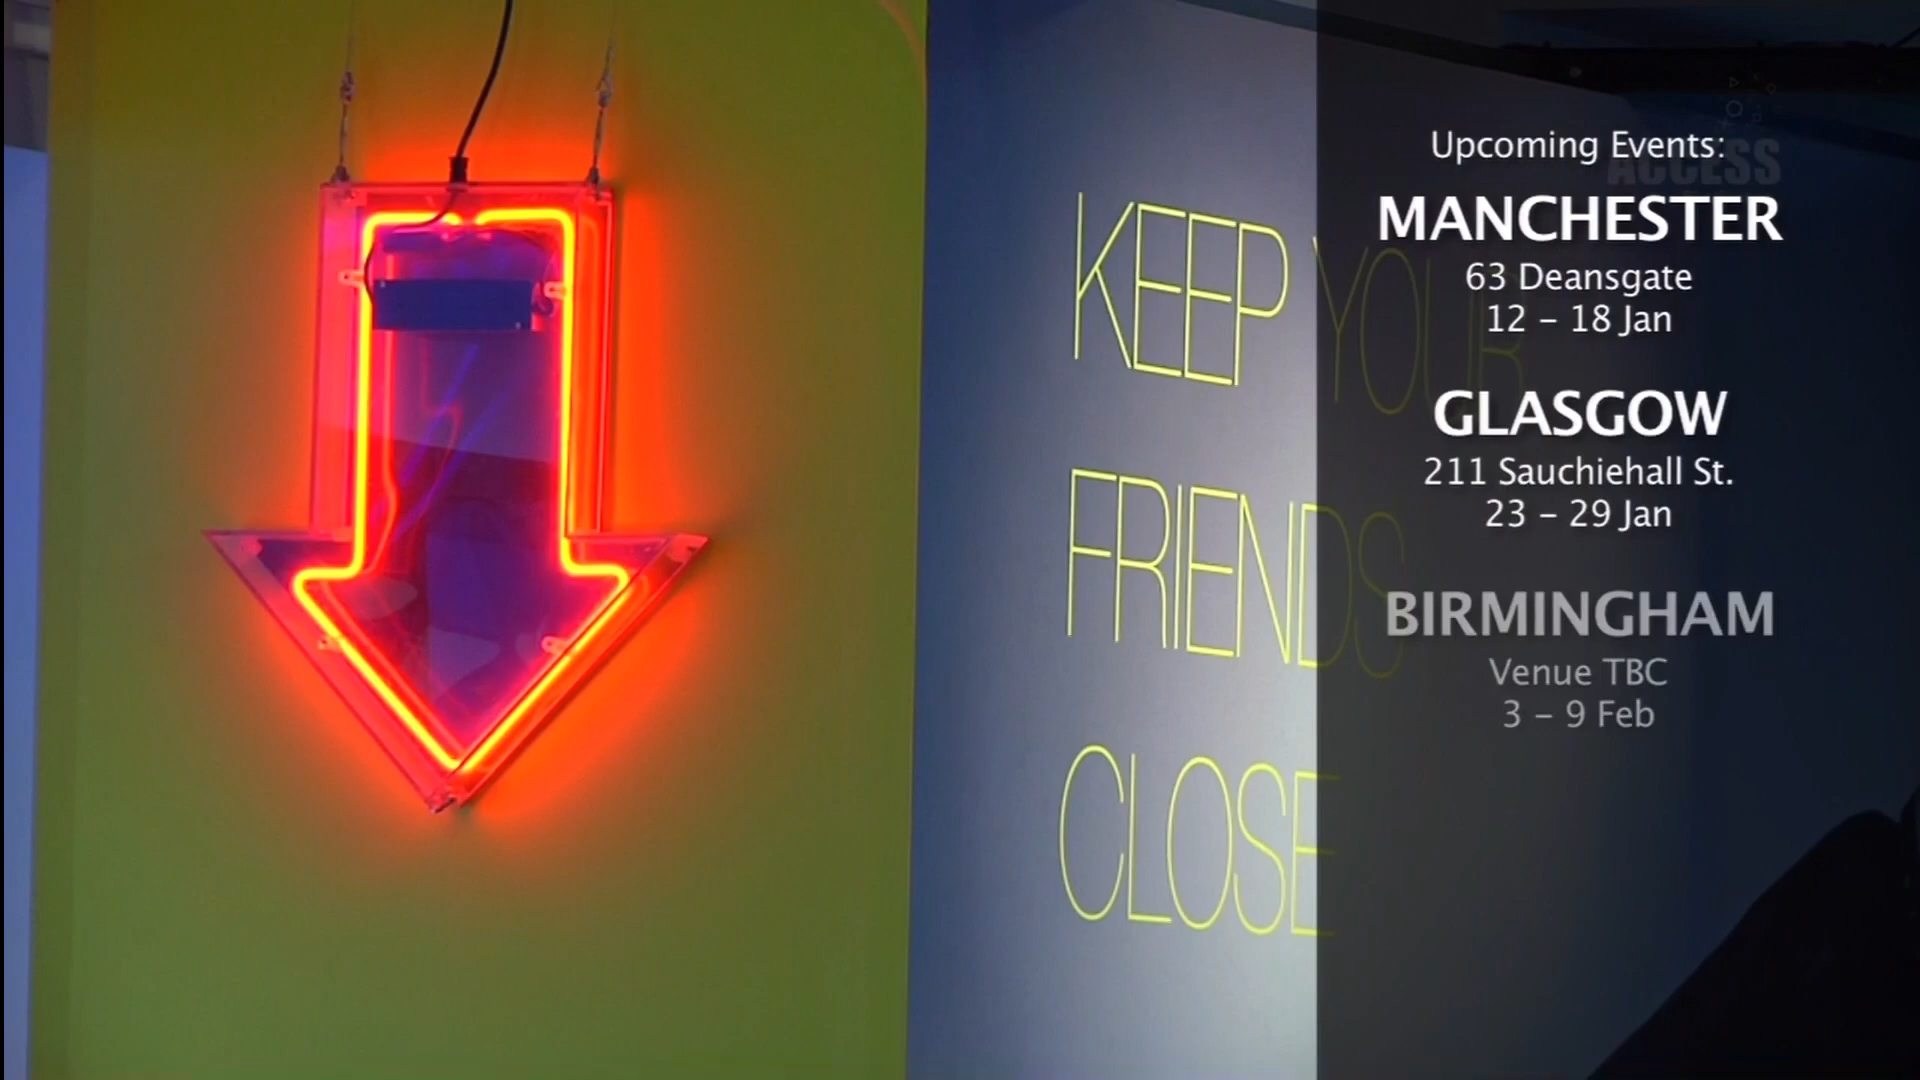 KEEP YOUR
FRIENDS
CLOSE
ACCESS
Upcoming Events:
MANCHESTER
63 Deansgate
12 – 18 Jan
GLASGOW
211 Sauchiehall St.
23 – 29 Jan
BIRMINGHAM
Venue TBC
3 – 9 Feb